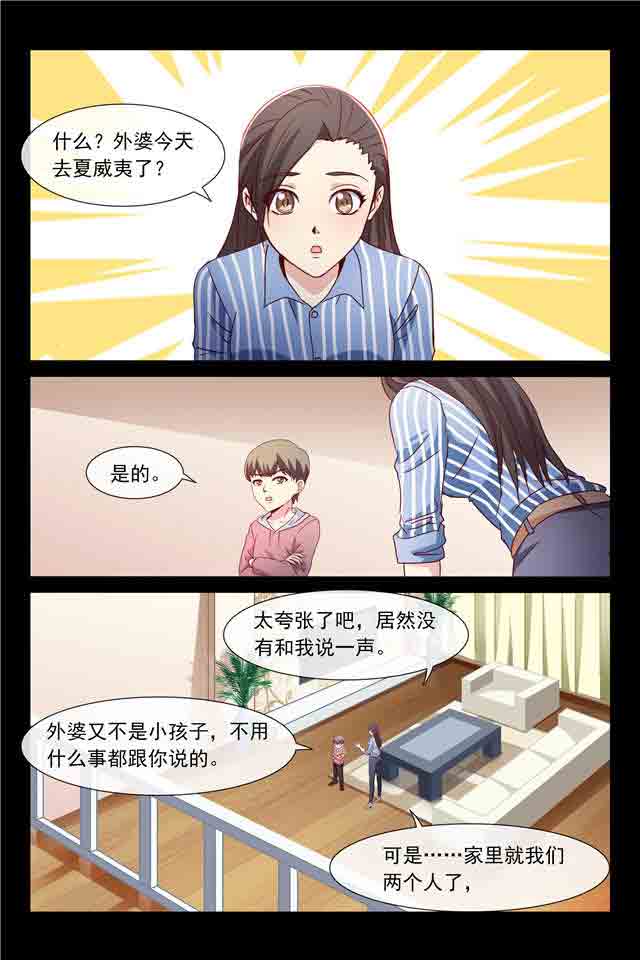 什么？外婆今天
去夏威夷了？
是的。
太夸张了吧，居然没
有和我说一声。
外婆又不是小孩子，不用
什么事都跟你说的。
可是……家里就我们
两个人了，